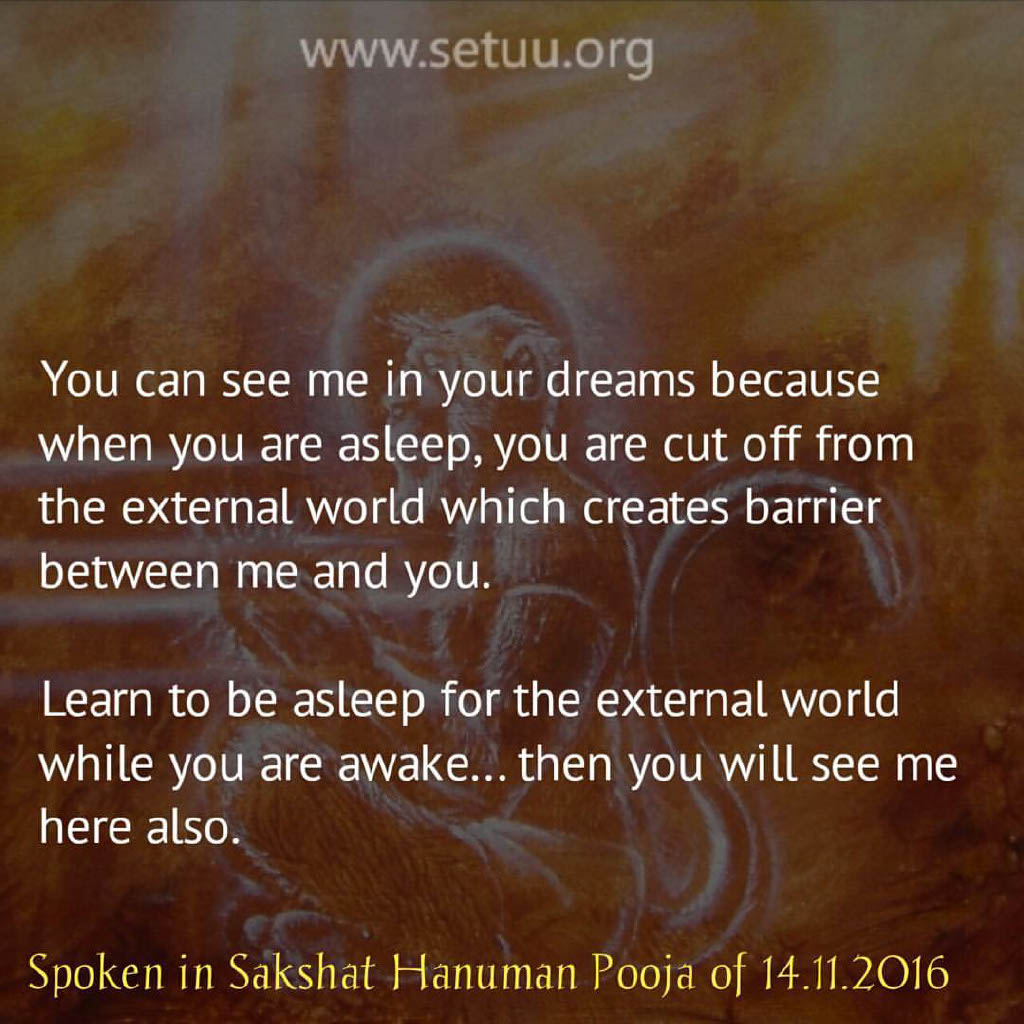 www.setuu.org
You can see me in your dreams because
when you are asleep, you are cut off from
the external world which creates barrier
between me and you.
Learn to be asleep for the external world
while you are awake... then you will see me
here also.
Spoken in Sakshat Hanuman Pooja of 14.11.2016